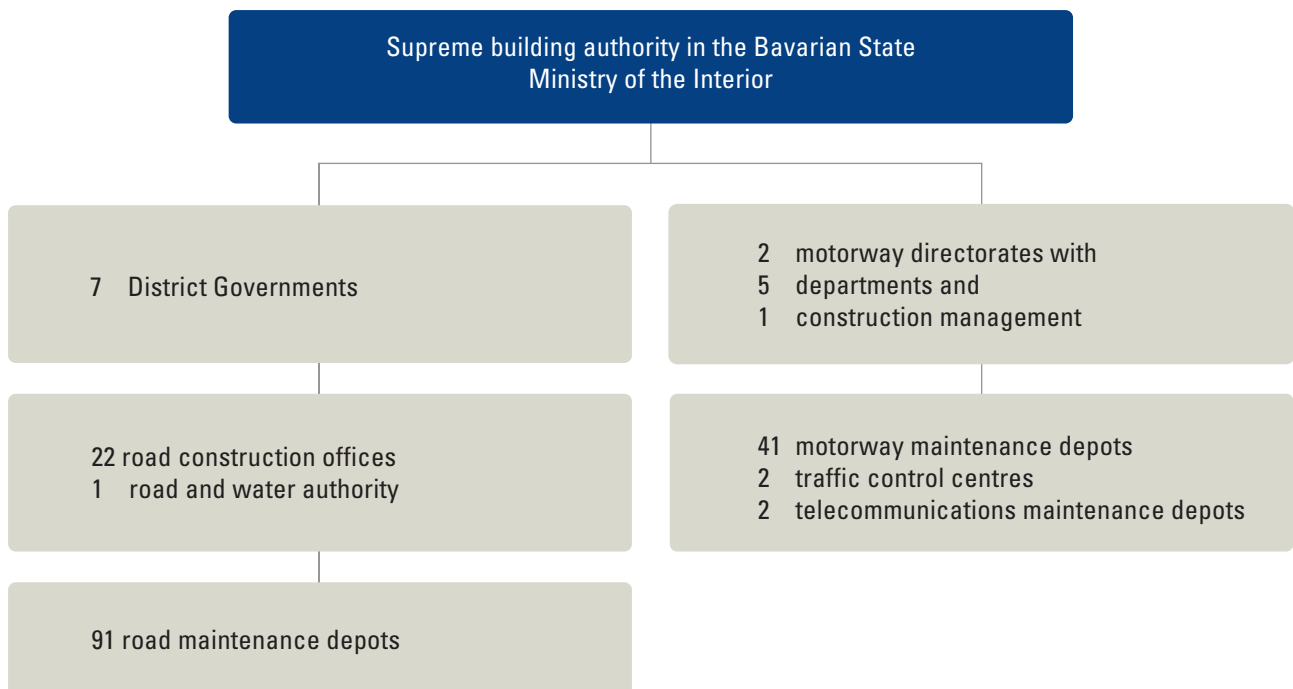 Supreme building authority in the Bavarian State
Ministry of the Interior
7 District Governments
22 road construction offices
1 road and water authority
91 road maintenance depots
2 motorway directorates with
5 departments and
1 construction management
41 motorway maintenance depots
2 traffic control centres
2 telecommunications maintenance depots